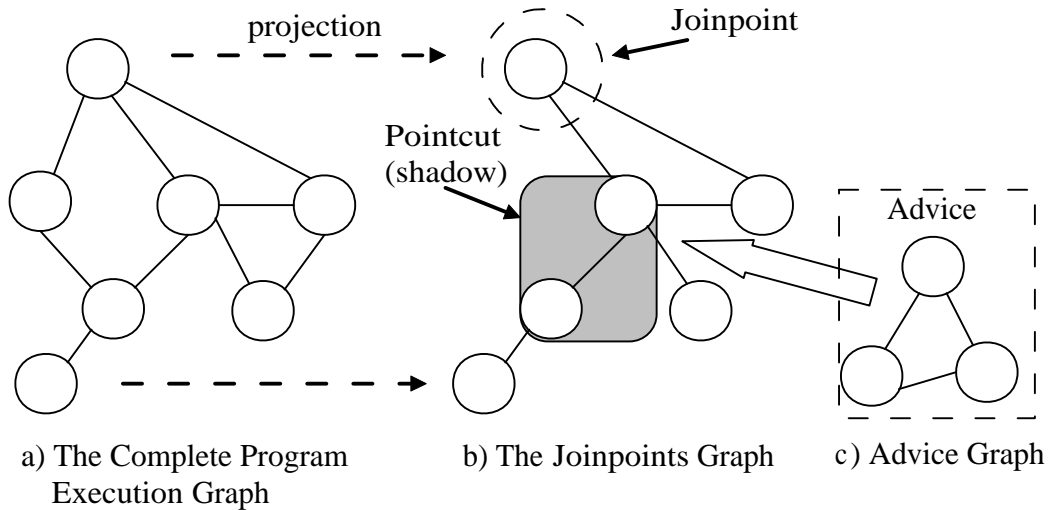 projection
Joinpoint
Pointcut
(shadow)
Advice
a) The Complete Program
Execution Graph
b) The Joinpoints Graph
c) Advice Graph